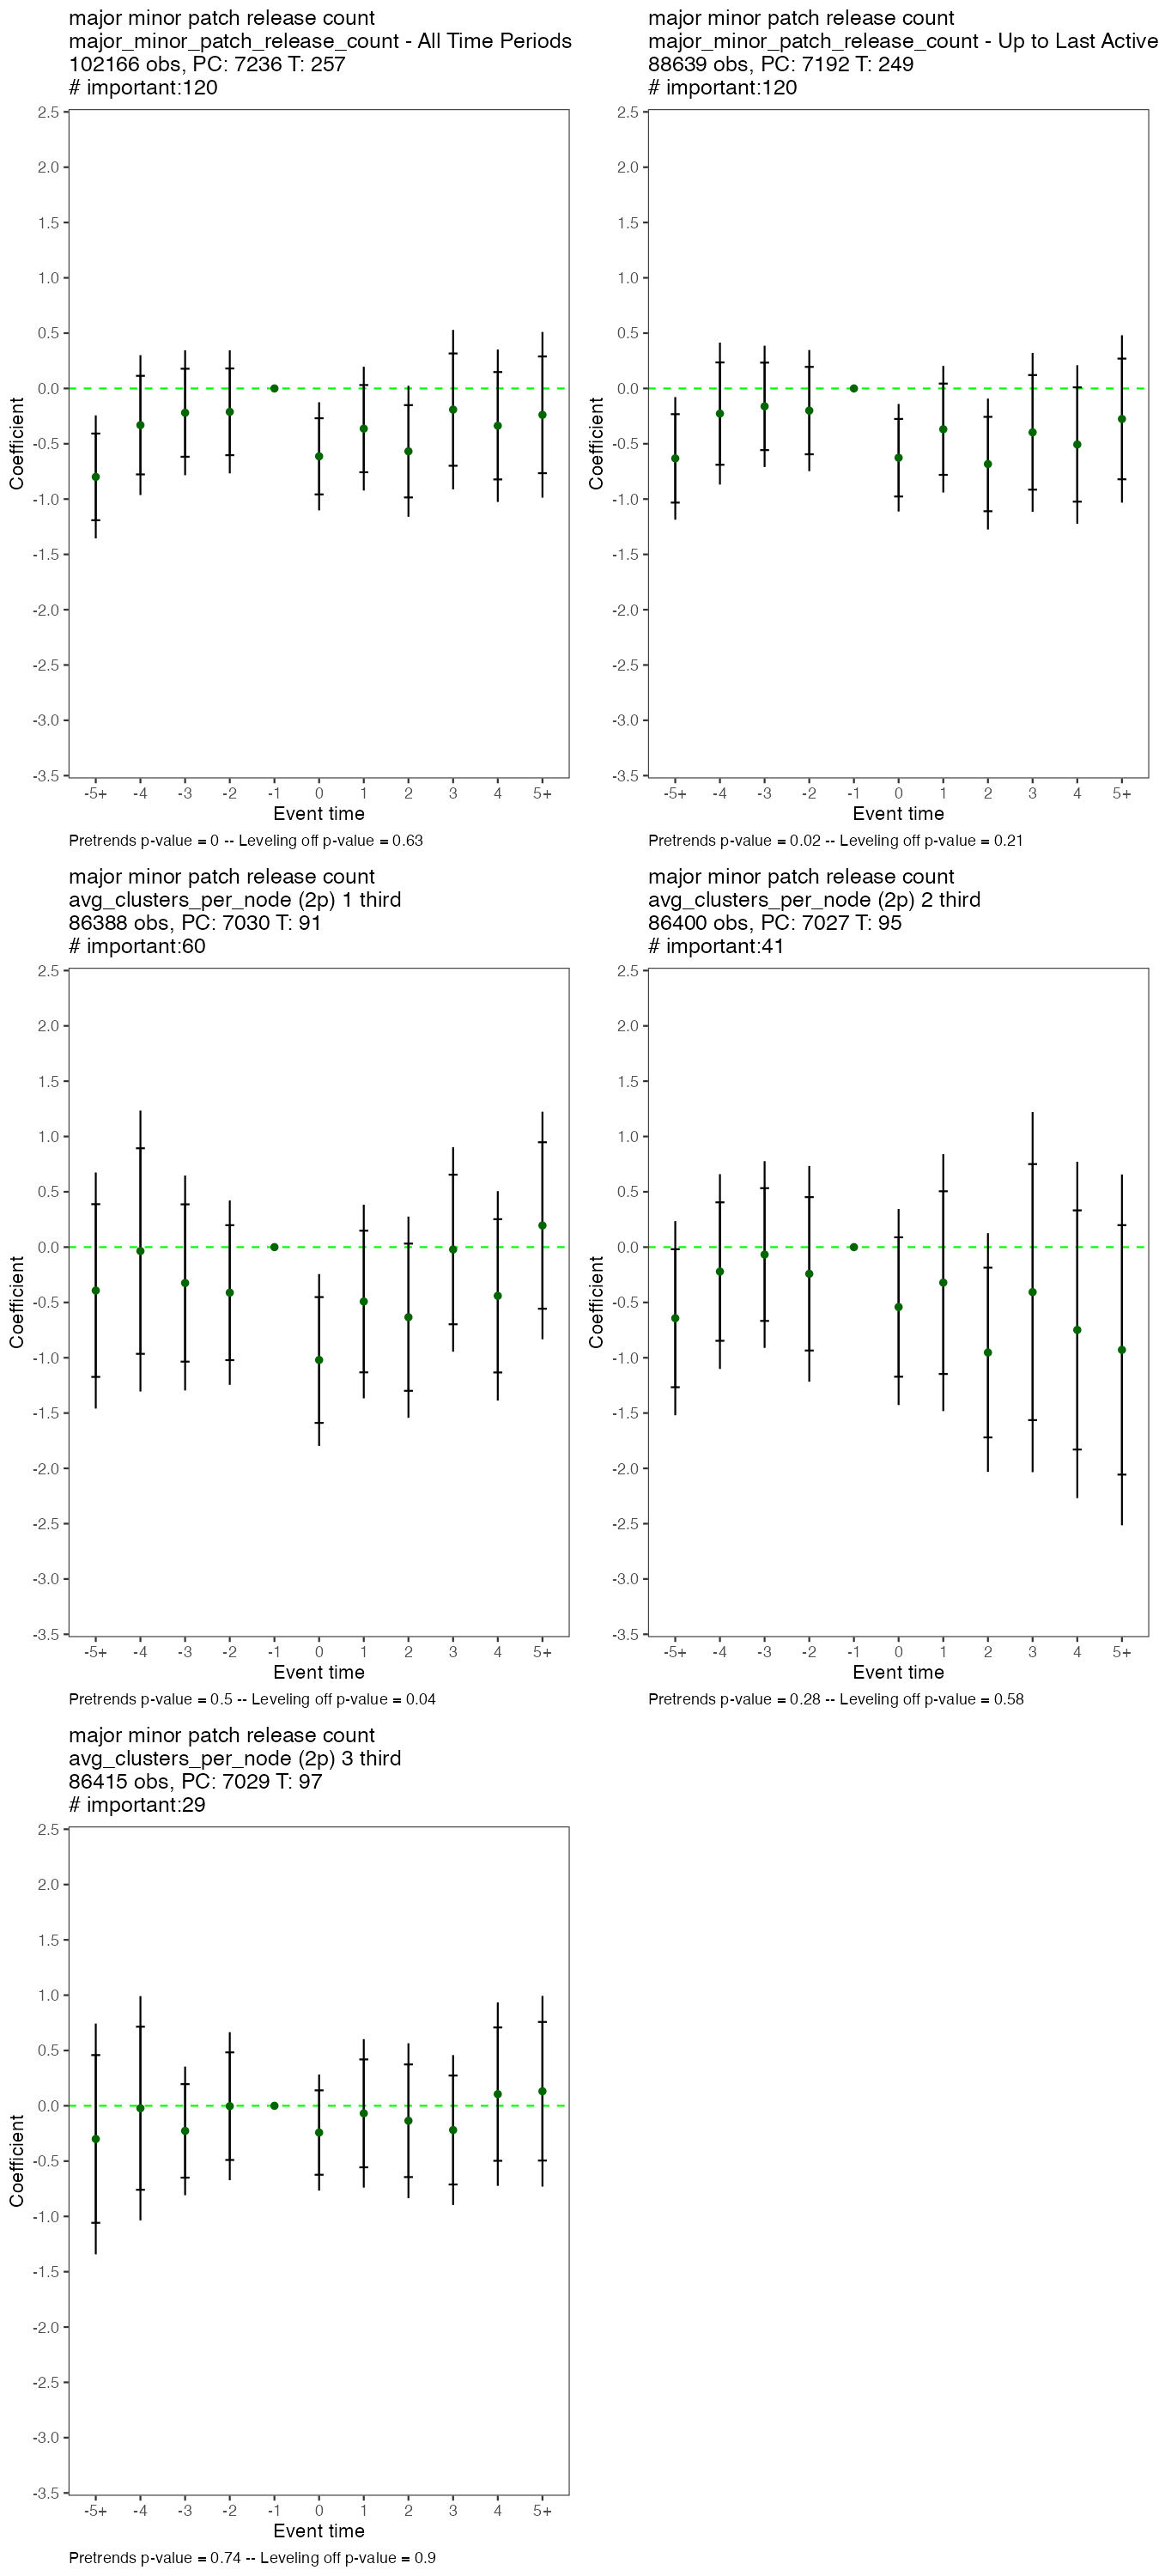 major minor patch release count
major_minor_patch_release_count - All Time Periods
102166 obs, PC: 7236 T: 257
# important:120
2.5
2.0
1.5
1.0
0.5
0.0
-0.5
-1.0
-1.5
-2.0
-2.5
-3.0
-3.5
Coefficient
-5+ -4 -3 -2 -1 0 1 2 3 4 5+
Event time
Pretrends p-value = 0 -- Leveling off p-value = 0.63
major minor patch release count
major_minor_patch_release_count - Up to Last Active
88639 obs, PC: 7192 T: 249
# important:120
2.5
2.0
1.5
1.0
0.5
0.0
-0.5
-1.0
-1.5
-2.0
-2.5
-3.0
-3.5
Coefficient
-5+ -4 -3 -2 -1 0 1 2 3 4 5+
Event time
Pretrends p-value = 0.02 -- Leveling off p-value = 0.21
major minor patch release count
avg_clusters_per_node (2p) 1 third
86388 obs, PC: 7030 T: 91
# important:60
2.5
2.0
1.5
1.0
0.5
0.0
-0.5
-1.0
-1.5
-2.0
-2.5
-3.0
-3.5
Coefficient
-5+ -4 -3 -2 -1 0 1 2 3 4 5+
Event time
Pretrends p-value = 0.5 -- Leveling off p-value = 0.04
major minor patch release count
avg_clusters_per_node (2p) 2 third
86400 obs, PC: 7027 T: 95
# important:41
2.5
2.0
1.5
1.0
0.5
0.0
-0.5
-1.0
-1.5
-2.0
-2.5
-3.0
-3.5
Coefficient
-5+ -4 -3 -2 -1 0 1 2 3 4 5+
Event time
Pretrends p-value = 0.28 -- Leveling off p-value = 0.58
major minor patch release count
avg_clusters_per_node (2p) 3 third
86415 obs, PC: 7029 T: 97
# important:29
2.5
2.0
1.5
1.0
0.5
0.0
-0.5
-1.0
-1.5
-2.0
-2.5
-3.0
-3.5
Coefficient
-5+ -4 -3 -2 -1 0 1 2 3 4 5+
Event time
Pretrends p-value = 0.74 -- Leveling off p-value = 0.9